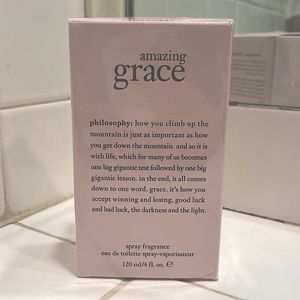 amazing
grace
philosophy: how you climb up the
mountain is just as important as how
you get down the mountain. and so it is
with life, which for many of us becomes
one big gigantic test followed by one big
gigantic lesson. in the end, it all comes
down to one word. grace. it's how you
accept winning and losing, good luck
and bad luck, the darkness and the light.
spray fragrance
eau de toilette spray-vaporisateur
120 ml/4 fl. oz. e